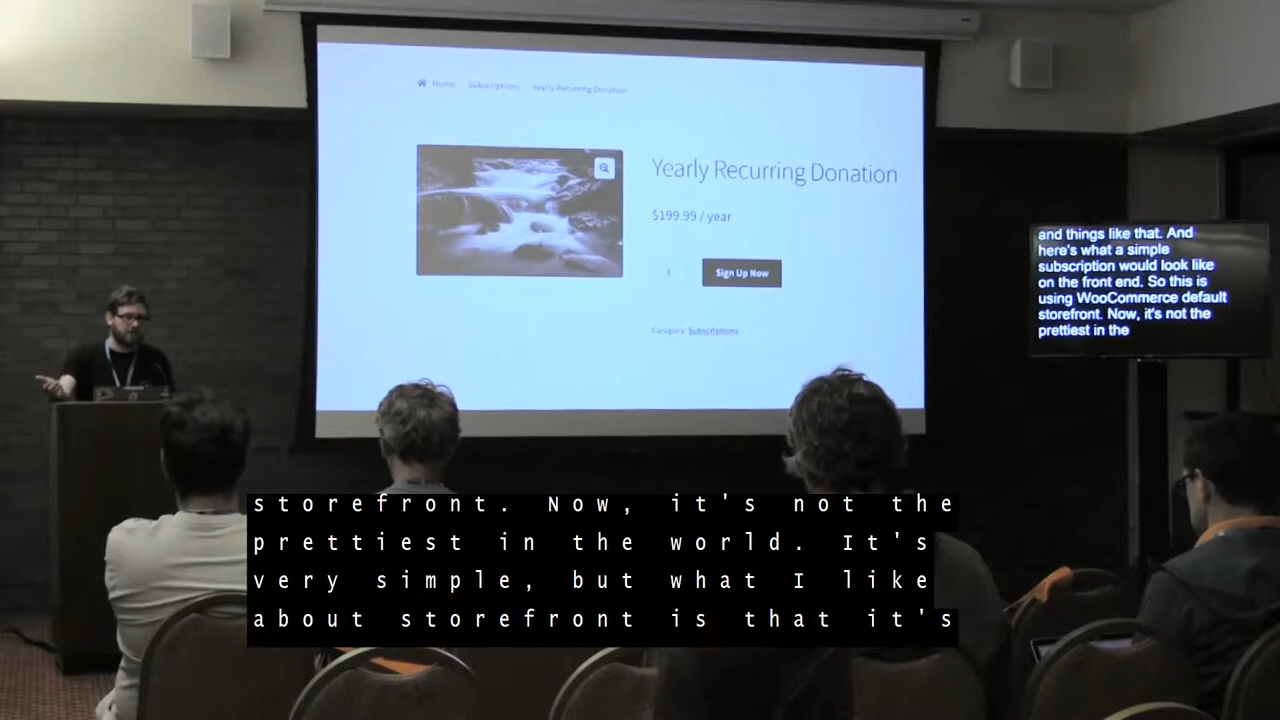 Home Subscriptions Yearly Recurring Donation
Yearly Recurring Donation
$199.99 / year
1 Sign Up Now
Category: Subscriptions
and things like that. And
here's what a simple
subscription would look like
on the front end. So this is
using WooCommerce default
storefront. Now, it's not the
prettiest in the
storefront. Now, it's not the
prettiest in the world. It's
very simple, but what I like
about storefront is that it's